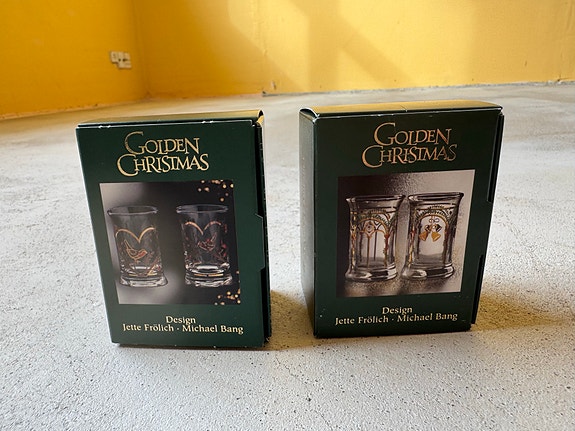 GOLDEN
CHRISTMAS
Design
Jette Frölich · Michael Bang
GOLDEN
CHRISTMAS
Design
Jette Frölich · Michael Bang